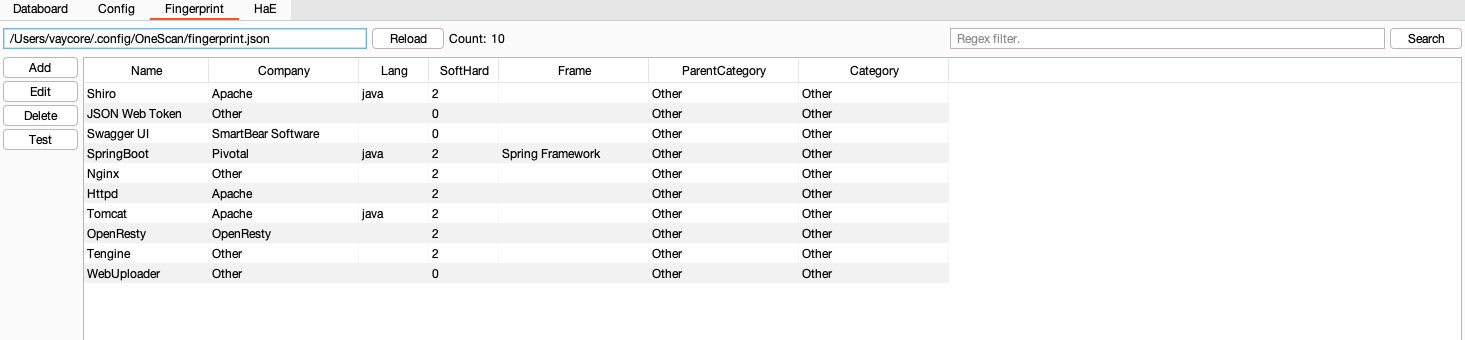 Databoard Config Fingerprint HaE
/Users/vaycore/.config/OneScan/fingerprint.json Reload Count: 10 Regex filter. Search
Add
Edit
Delete
Test
Name Company Lang SoftHard Frame ParentCategory Category
Shiro Apache java 2 Other Other
JSON Web Token Other 0 Other Other
Swagger UI SmartBear Software 0 Other Other
SpringBoot Pivotal java 2 Spring Framework Other Other
Nginx Other 2 Other Other
Httpd Apache 2 Other Other
Tomcat Apache java 2 Other Other
OpenResty OpenResty 2 Other Other
Tengine Other 2 Other Other
WebUploader Other 0 Other Other